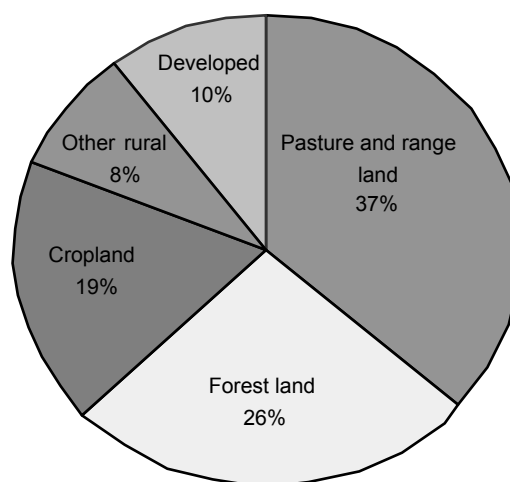 Developed
10%
Pasture and range
land
37%
Other rural
8%
Cropland
19%
Forest land
26%